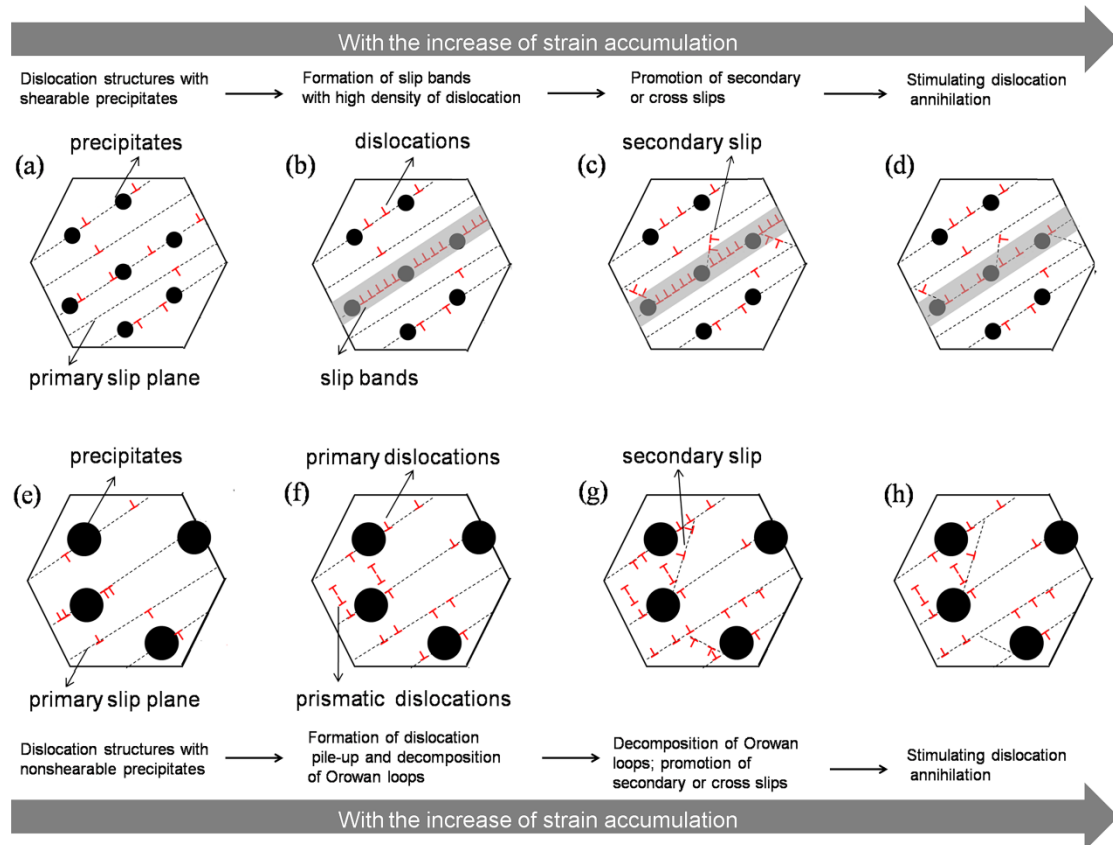 With the increase of strain accumulation
Dislocation structures with
shearable precipitates
Formation of slip bands
with high density of dislocation
Promotion of secondary
or cross slips
Stimulating dislocation
annihilation
precipitates
dislocations
secondary slip
(a)
(b)
(c)
(d)
primary slip plane
slip bands
precipitates
primary dislocations
secondary slip
(e)
(f)
(g)
(h)
primary slip plane
prismatic dislocations
Dislocation structures with
nonshearable precipitates
Formation of dislocation
pile-up and decomposition
of Orowan loops
Decomposition of Orowan
loops; promotion of
secondary or cross slips
Stimulating dislocation
annihilation
With the increase of strain accumulation